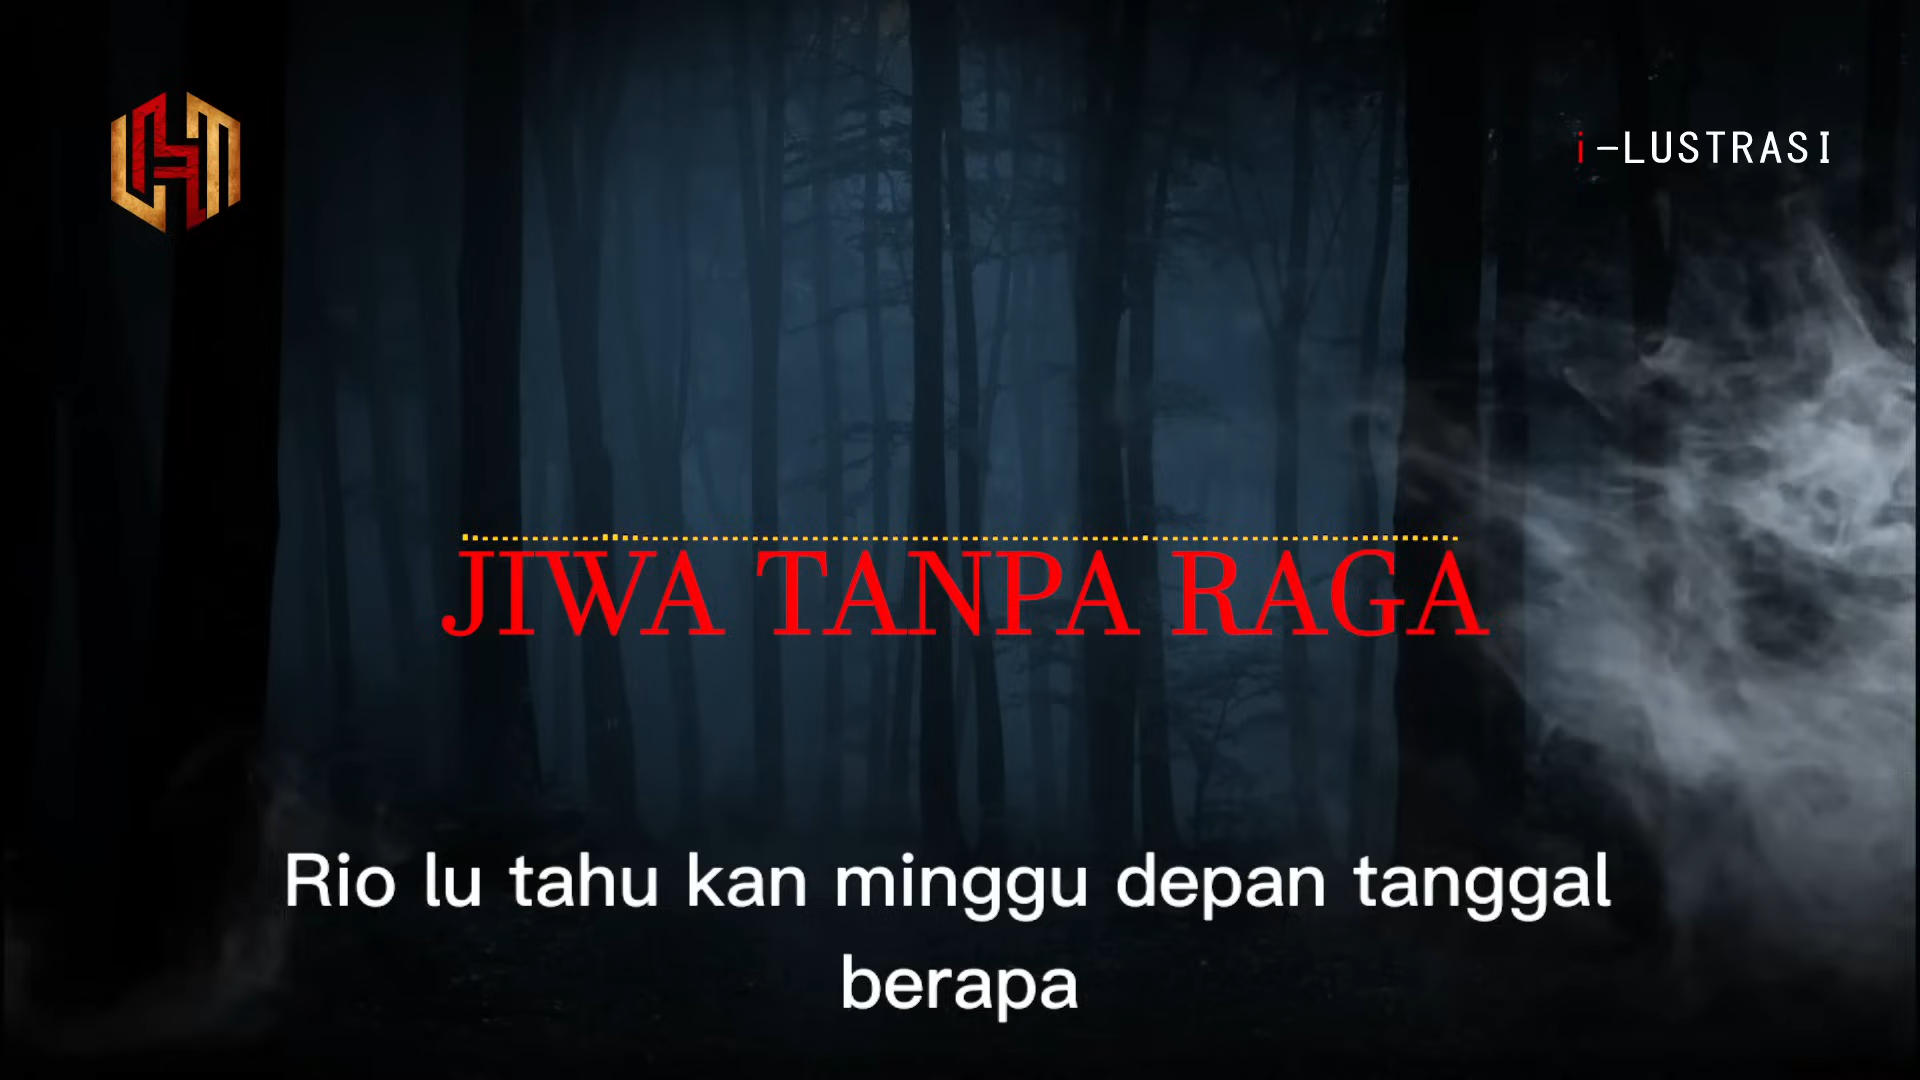 i-LUSTRASI
JIWA TANPA RAGA
Rio lu tahu kan minggu depan tanggal
berapa